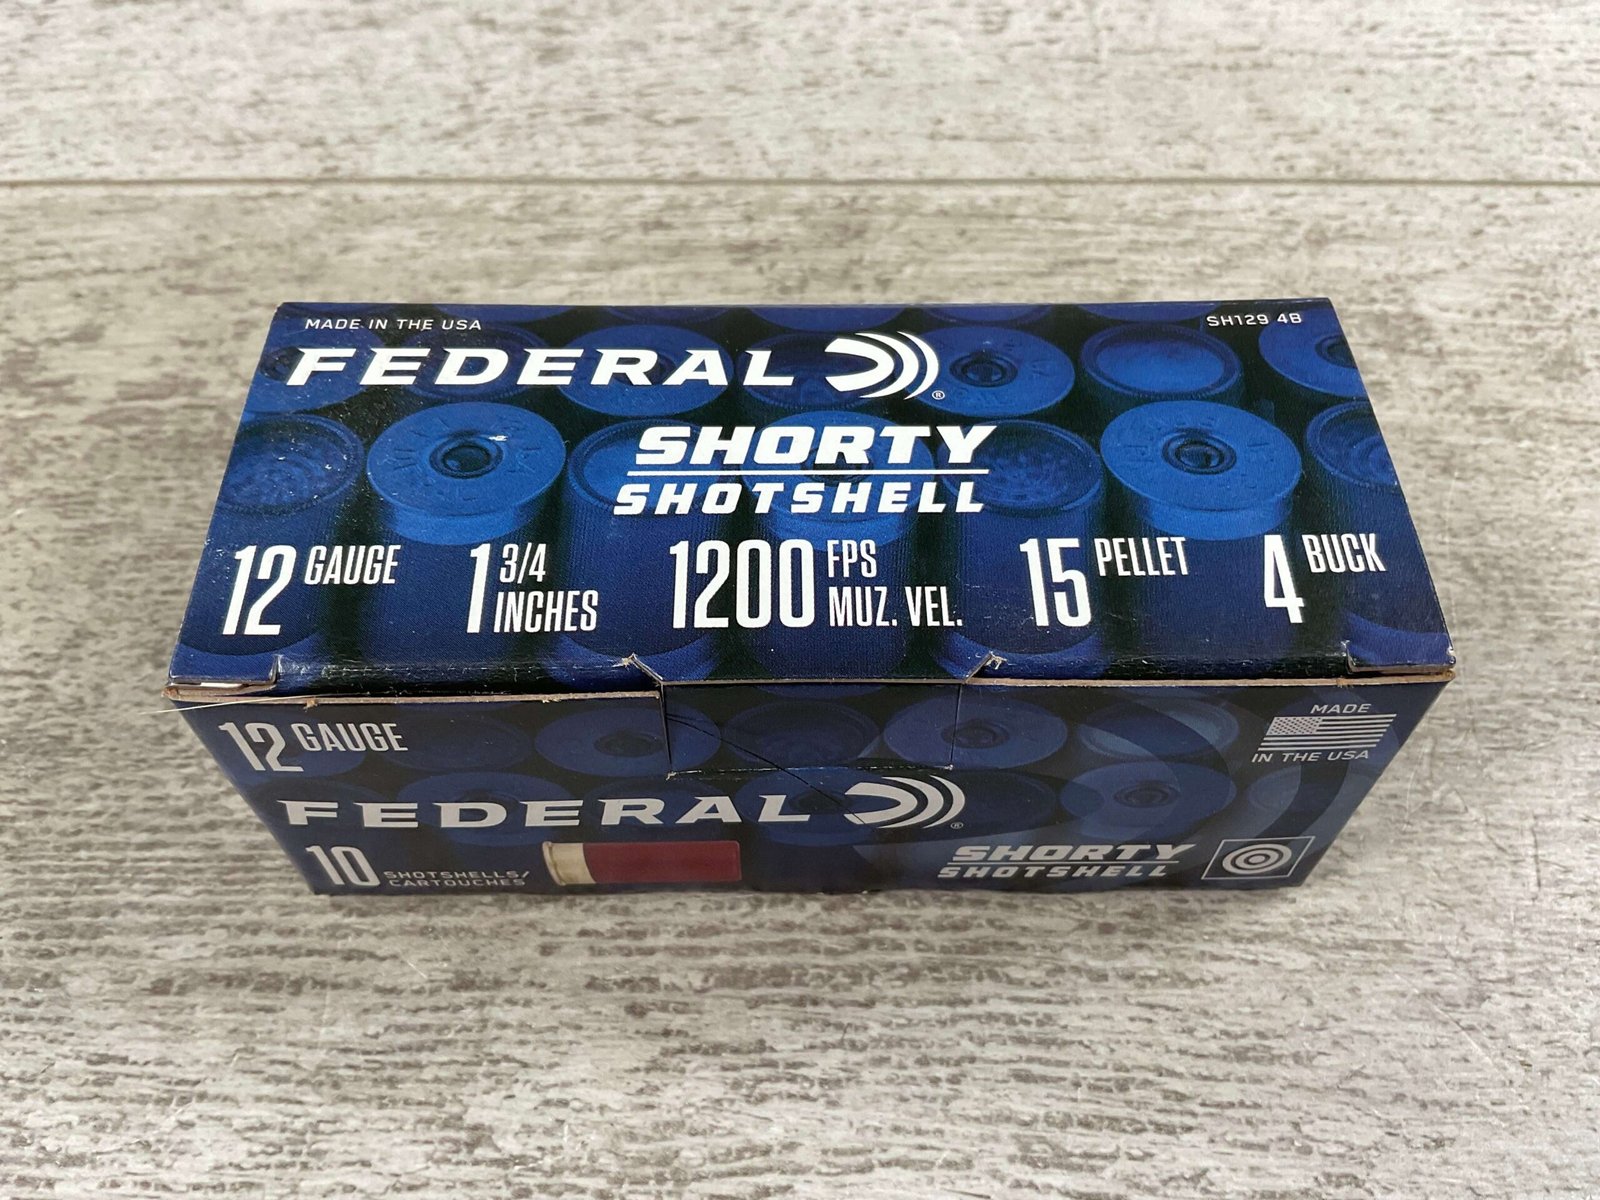 MADE IN THE USA
SH129 4B
FEDERAL ®
SHORTY
SHOTSHELL
12 GAUGE 1 3/4 INCHES 1200 FPS MUZ. VEL. 15 PELLET 4 BUCK
12 GAUGE
MADE
IN THE USA
FEDERAL ®
10 SHOTSHELLS/
CARTOUCHES
SHORTY
SHOTSHELL